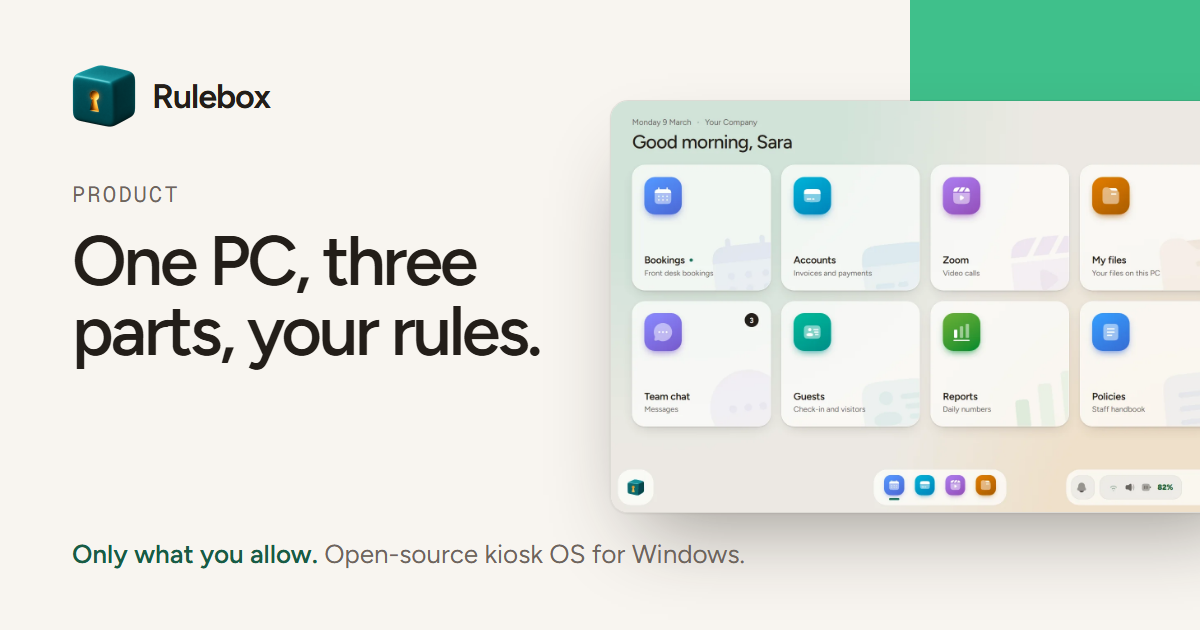 Rulebox
PRODUCT
One PC, three
parts, your rules.
Only what you allow. Open-source kiosk OS for Windows.
Monday 9 March · Your Company
Good morning, Sara
Bookings
Front desk bookings
Accounts
Invoices and payments
Zoom
Video calls
My files
Your files on this PC
3
Team chat
Messages
Guests
Check-in and visitors
Reports
Daily numbers
Policies
Staff handbook
82%